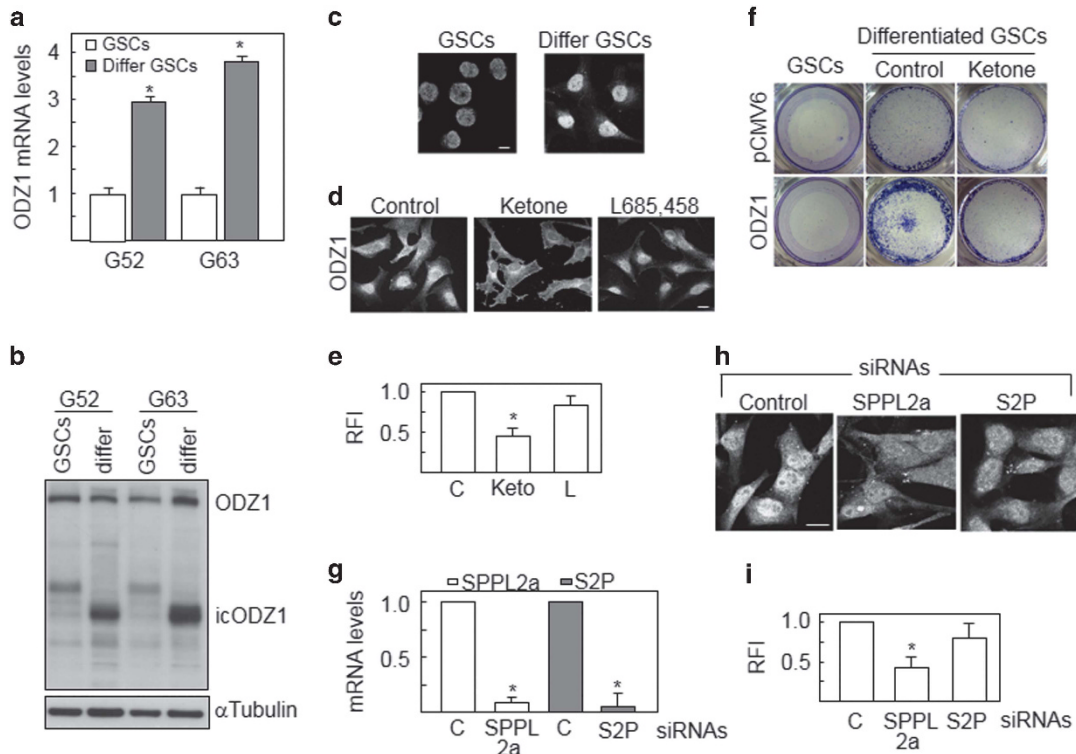 a
ODZ1 mRNA levels
4
3
2
1
GSCs
Differ GSCs
*
*
G52
G63
b
G52
G63
GSCs
differ
GSCs
differ
ODZ1
icODZ1
αTubulin
c
GSCs
Differ GSCs
d
Control
Ketone
L685,458
ODZ1
e
RFI
1.0
0.5
*
C
Keto
L
f
Differentiated GSCs
GSCs
Control
Ketone
pCMV6
ODZ1
g
SPPL2a
S2P
mRNA levels
1.0
0.5
*
*
C
SPPL
2a
C
S2P
siRNAs
h
siRNAs
Control
SPPL2a
S2P
i
RFI
1.0
0.5
*
C
SPPL
2a
S2P
siRNAs